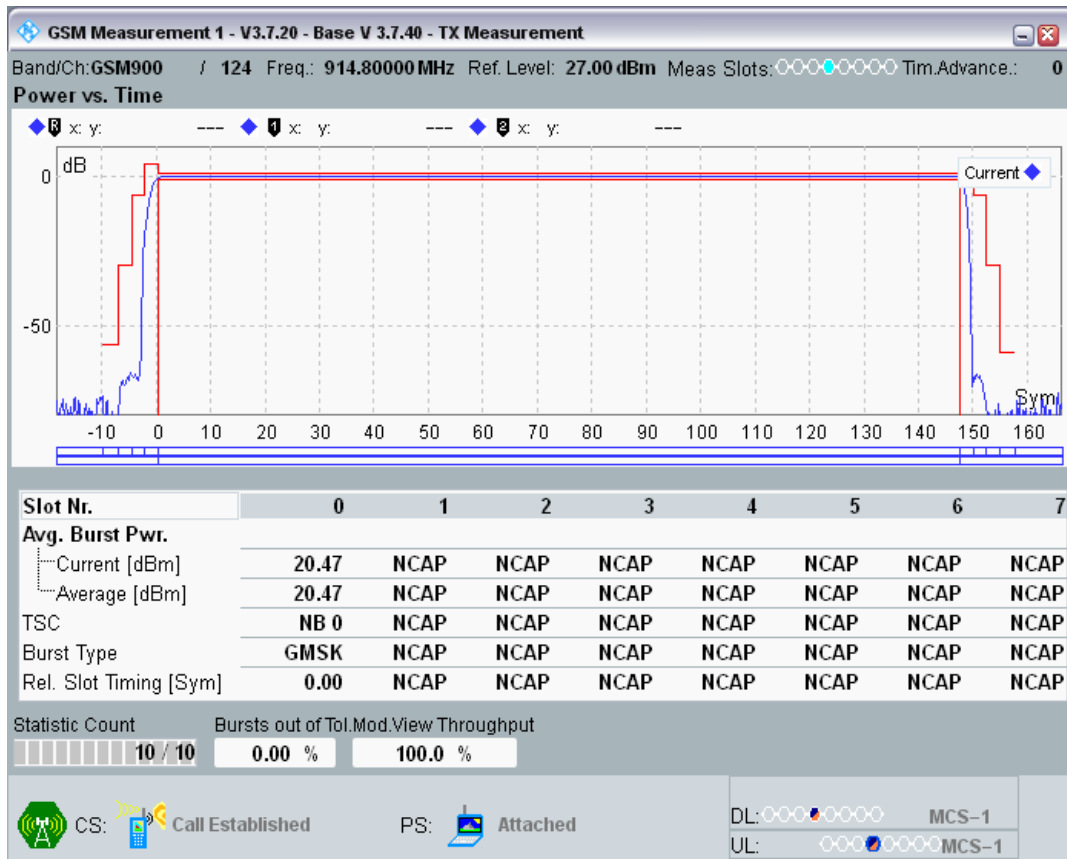 GSM Measurement 1 - V3.7.20 - Base V 3.7.40 - TX Measurement
Band/Ch:GSM900 / 124 Freq.: 914.80000 MHz Ref. Level: 27.00 dBm Meas Slots: Tim.Advance.: 0
Power vs. Time
R x: y: --- 1 x: y: --- 2 x: y: ---
dB
Current
0
-50
Sym
-10 0 10 20 30 40 50 60 70 80 90 100 110 120 130 140 150 160
Slot Nr. 0 1 2 3 4 5 6 7
Avg. Burst Pwr.
Current [dBm] 20.47 NCAP NCAP NCAP NCAP NCAP NCAP NCAP
Average [dBm] 20.47 NCAP NCAP NCAP NCAP NCAP NCAP NCAP
TSC NB 0 NCAP NCAP NCAP NCAP NCAP NCAP NCAP
Burst Type GMSK NCAP NCAP NCAP NCAP NCAP NCAP NCAP
Rel. Slot Timing [Sym] 0.00 NCAP NCAP NCAP NCAP NCAP NCAP NCAP
Statistic Count Bursts out of Tol.Mod.View Throughput
10 / 10 0.00 % 100.0 %
CS: Call Established PS: Attached
DL: MCS-1
UL: MCS-1